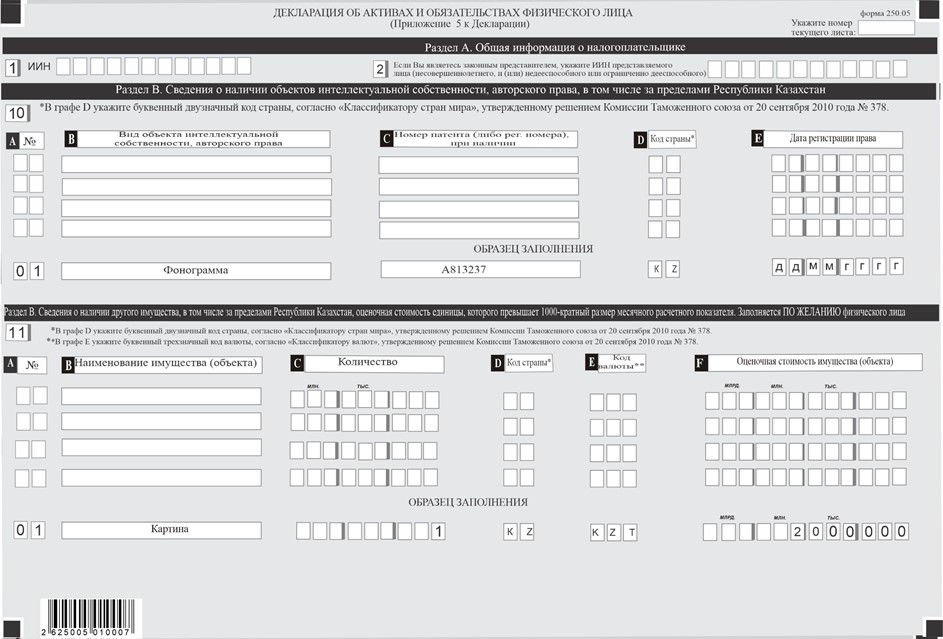 ДЕКЛАРАЦИЯ ОБ АКТИВАХ И ОБЯЗАТЕЛЬСТВАХ ФИЗИЧЕСКОГО ЛИЦА
(Приложение 5 к Декларации)
форма 250.05
Укажите номер
текущего листа:
Раздел А. Общая информация о налогоплательщике
1 ИИН
2 Если Вы являетесь законным представителем, укажите ИИН представляемого
лица (несовершеннолетнего, и (или) недееспособного или ограниченно дееспособного)
Раздел В. Сведения о наличии объектов интеллектуальной собственности, авторского права, в том числе за пределами Республики Казахстан
10 *В графе D укажите буквенный двузначный код страны, согласно «Классификатору стран мира», утвержденному решением Комиссии Таможенного союза от 20 сентября 2010 года № 378.
A №
B Вид объекта интеллектуальной
собственности, авторского права
C Номер патента (либо рег. номера),
при наличии
D Код страны*
E Дата регистрации права
ОБРАЗЕЦ ЗАПОЛНЕНИЯ
0 1 Фонограмма А813237 K Z Д Д М М Г Г Г Г
Раздел В. Сведения о наличии другого имущества, в том числе за пределами Республики Казахстан, оценочная стоимость единицы, которого превышает 1000-кратный размер месячного расчетного показателя. Заполняется ПО ЖЕЛАНИЮ физического лица
11 *В графе D укажите буквенный двузначный код страны, согласно «Классификатору стран мира», утвержденному решением Комиссии Таможенного союза от 20 сентября 2010 года № 378.
**В графе Е укажите буквенный трехзначный код валюты, согласно «Классификатору валют», утвержденному решением Комиссии Таможенного союза от 20 сентября 2010 года № 378.
A №
B Наименование имущества (объекта)
C Количество
D Код страны*
E Код
валюты**
F Оценочная стоимость имущества (объекта)
млн. тыс. млрд. млн. тыс.
ОБРАЗЕЦ ЗАПОЛНЕНИЯ
млрд. млн. тыс.
0 1 Картина 1 K Z K Z T 2 0 0 0 0 0 0
2 625005 010007